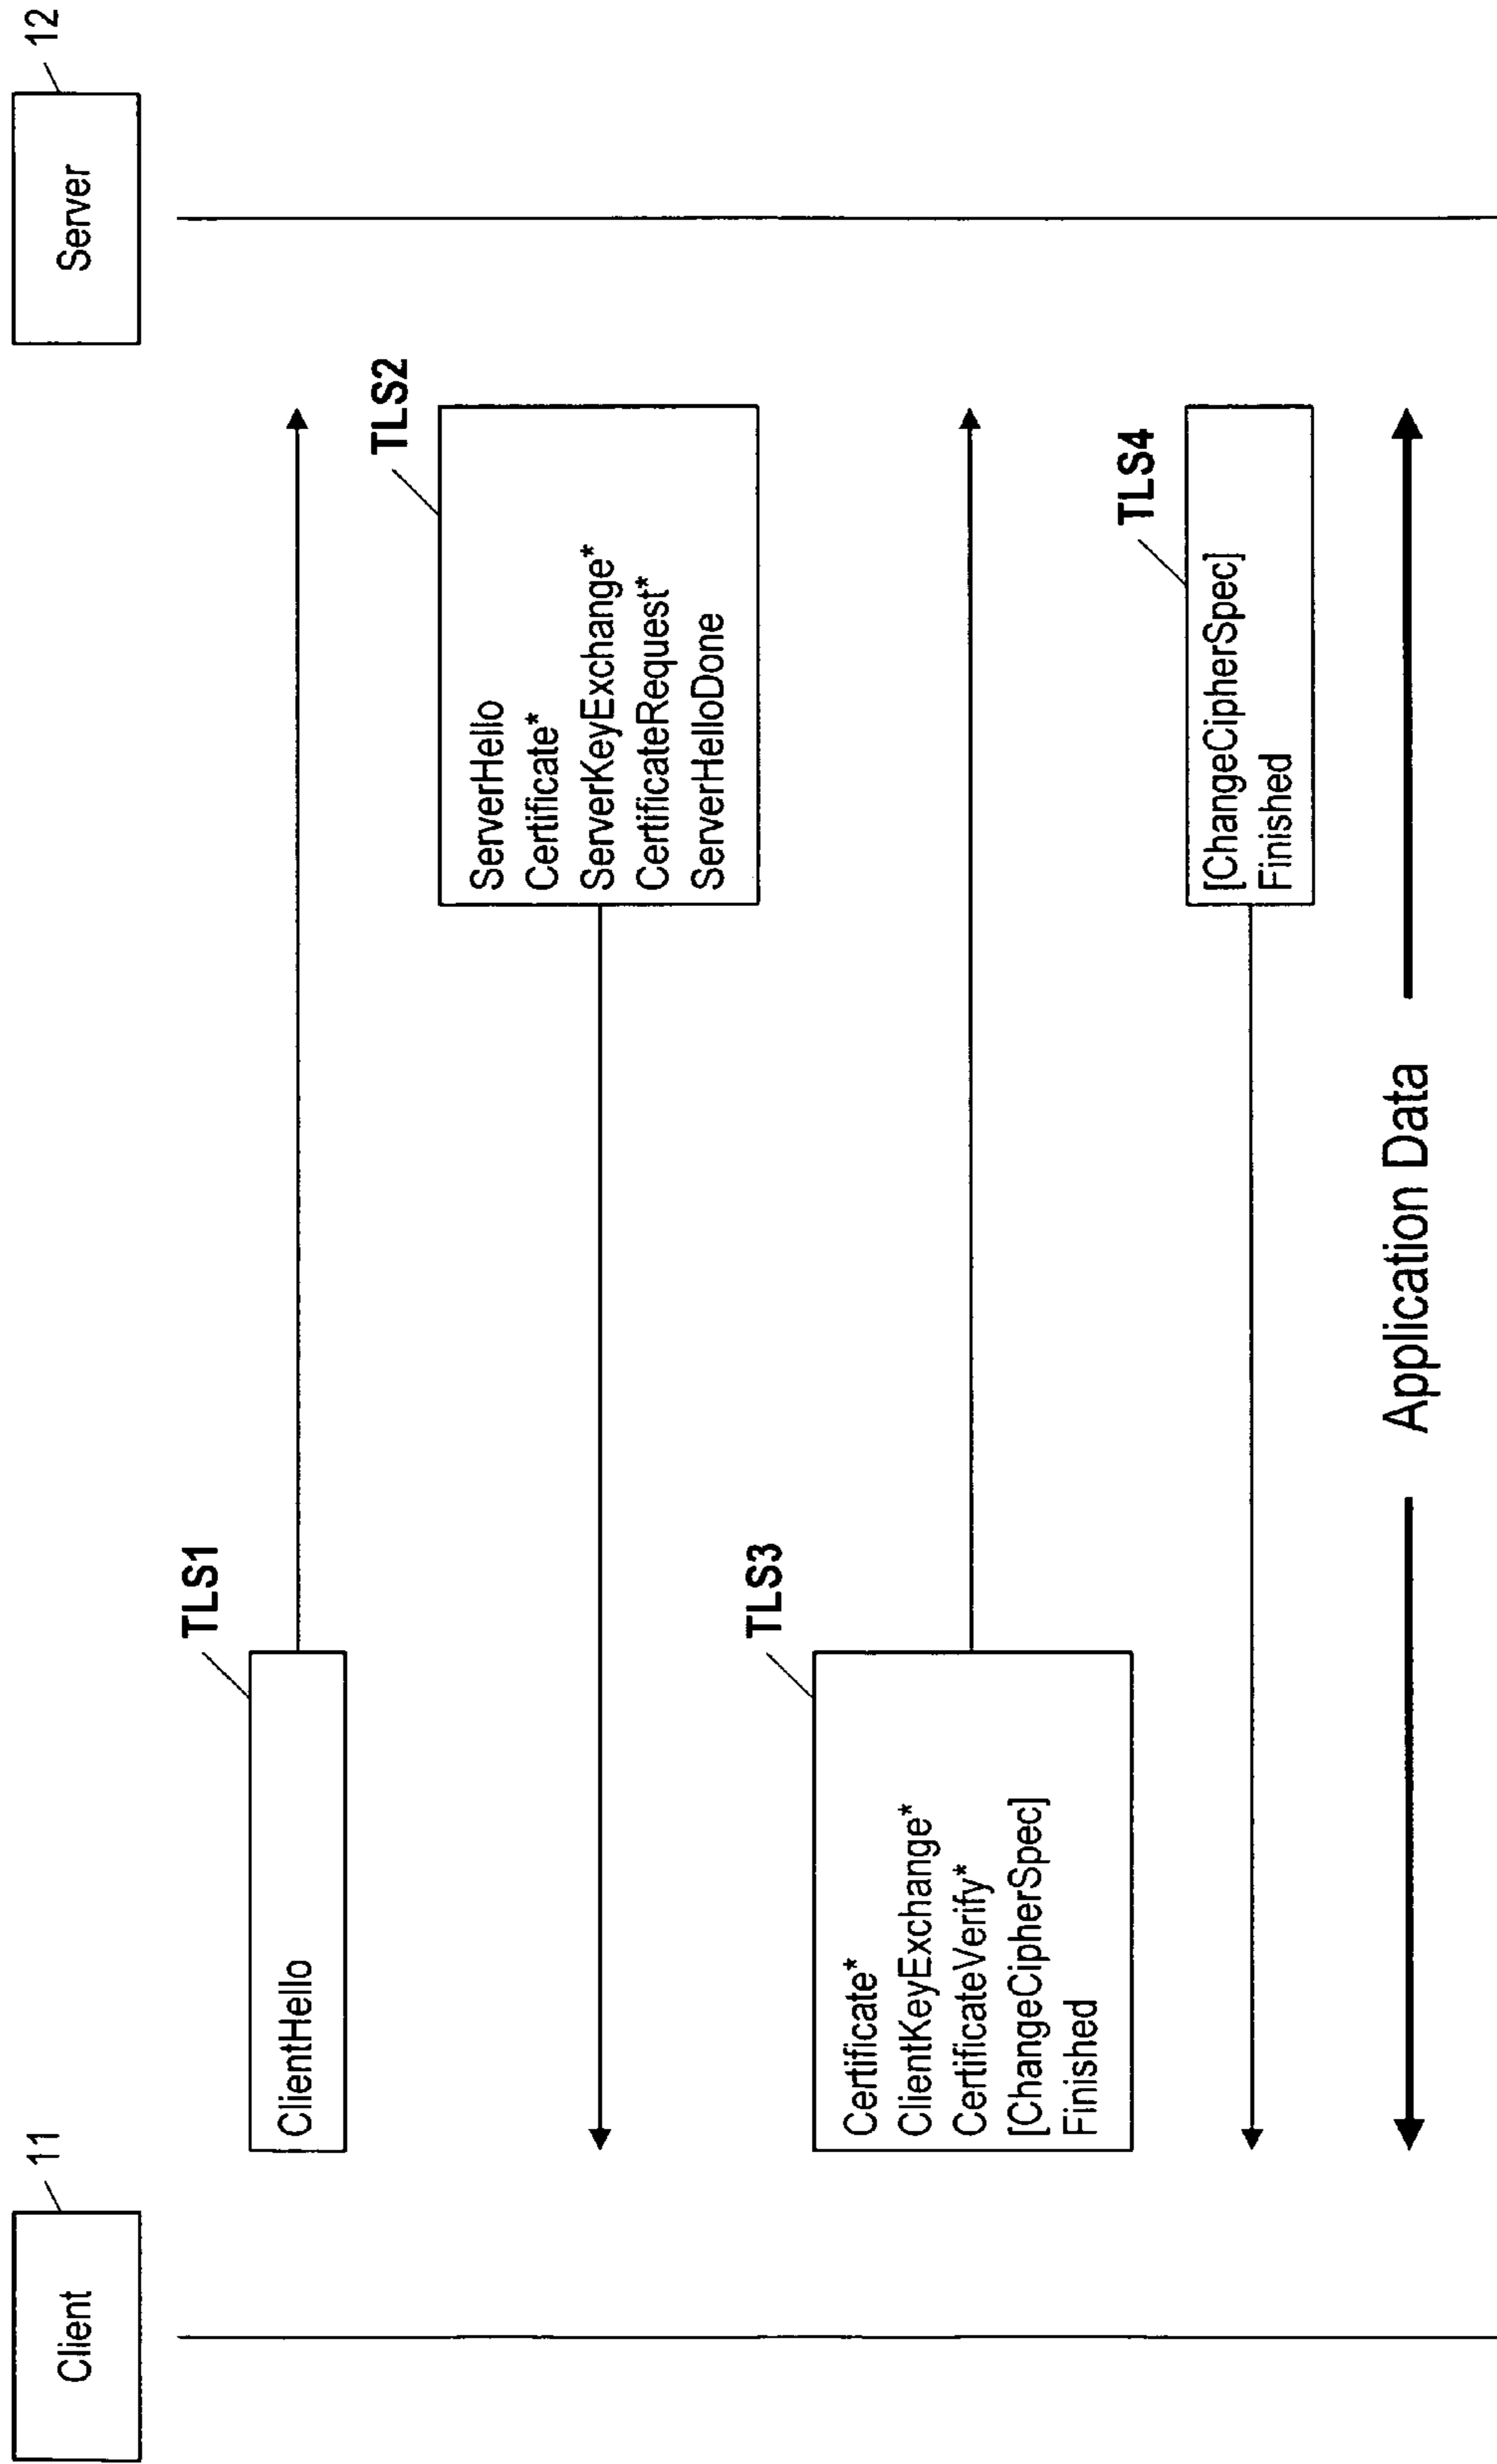 Client
11
Server
12
TLS1
ClientHello
TLS2
ServerHello
Certificate*
ServerKeyExchange*
CertificateRequest*
ServerHelloDone
TLS3
Certificate*
ClientKeyExchange*
CertificateVerify*
[ChangeCipherSpec]
Finished
TLS4
[ChangeCipherSpec]
Finished
Application Data